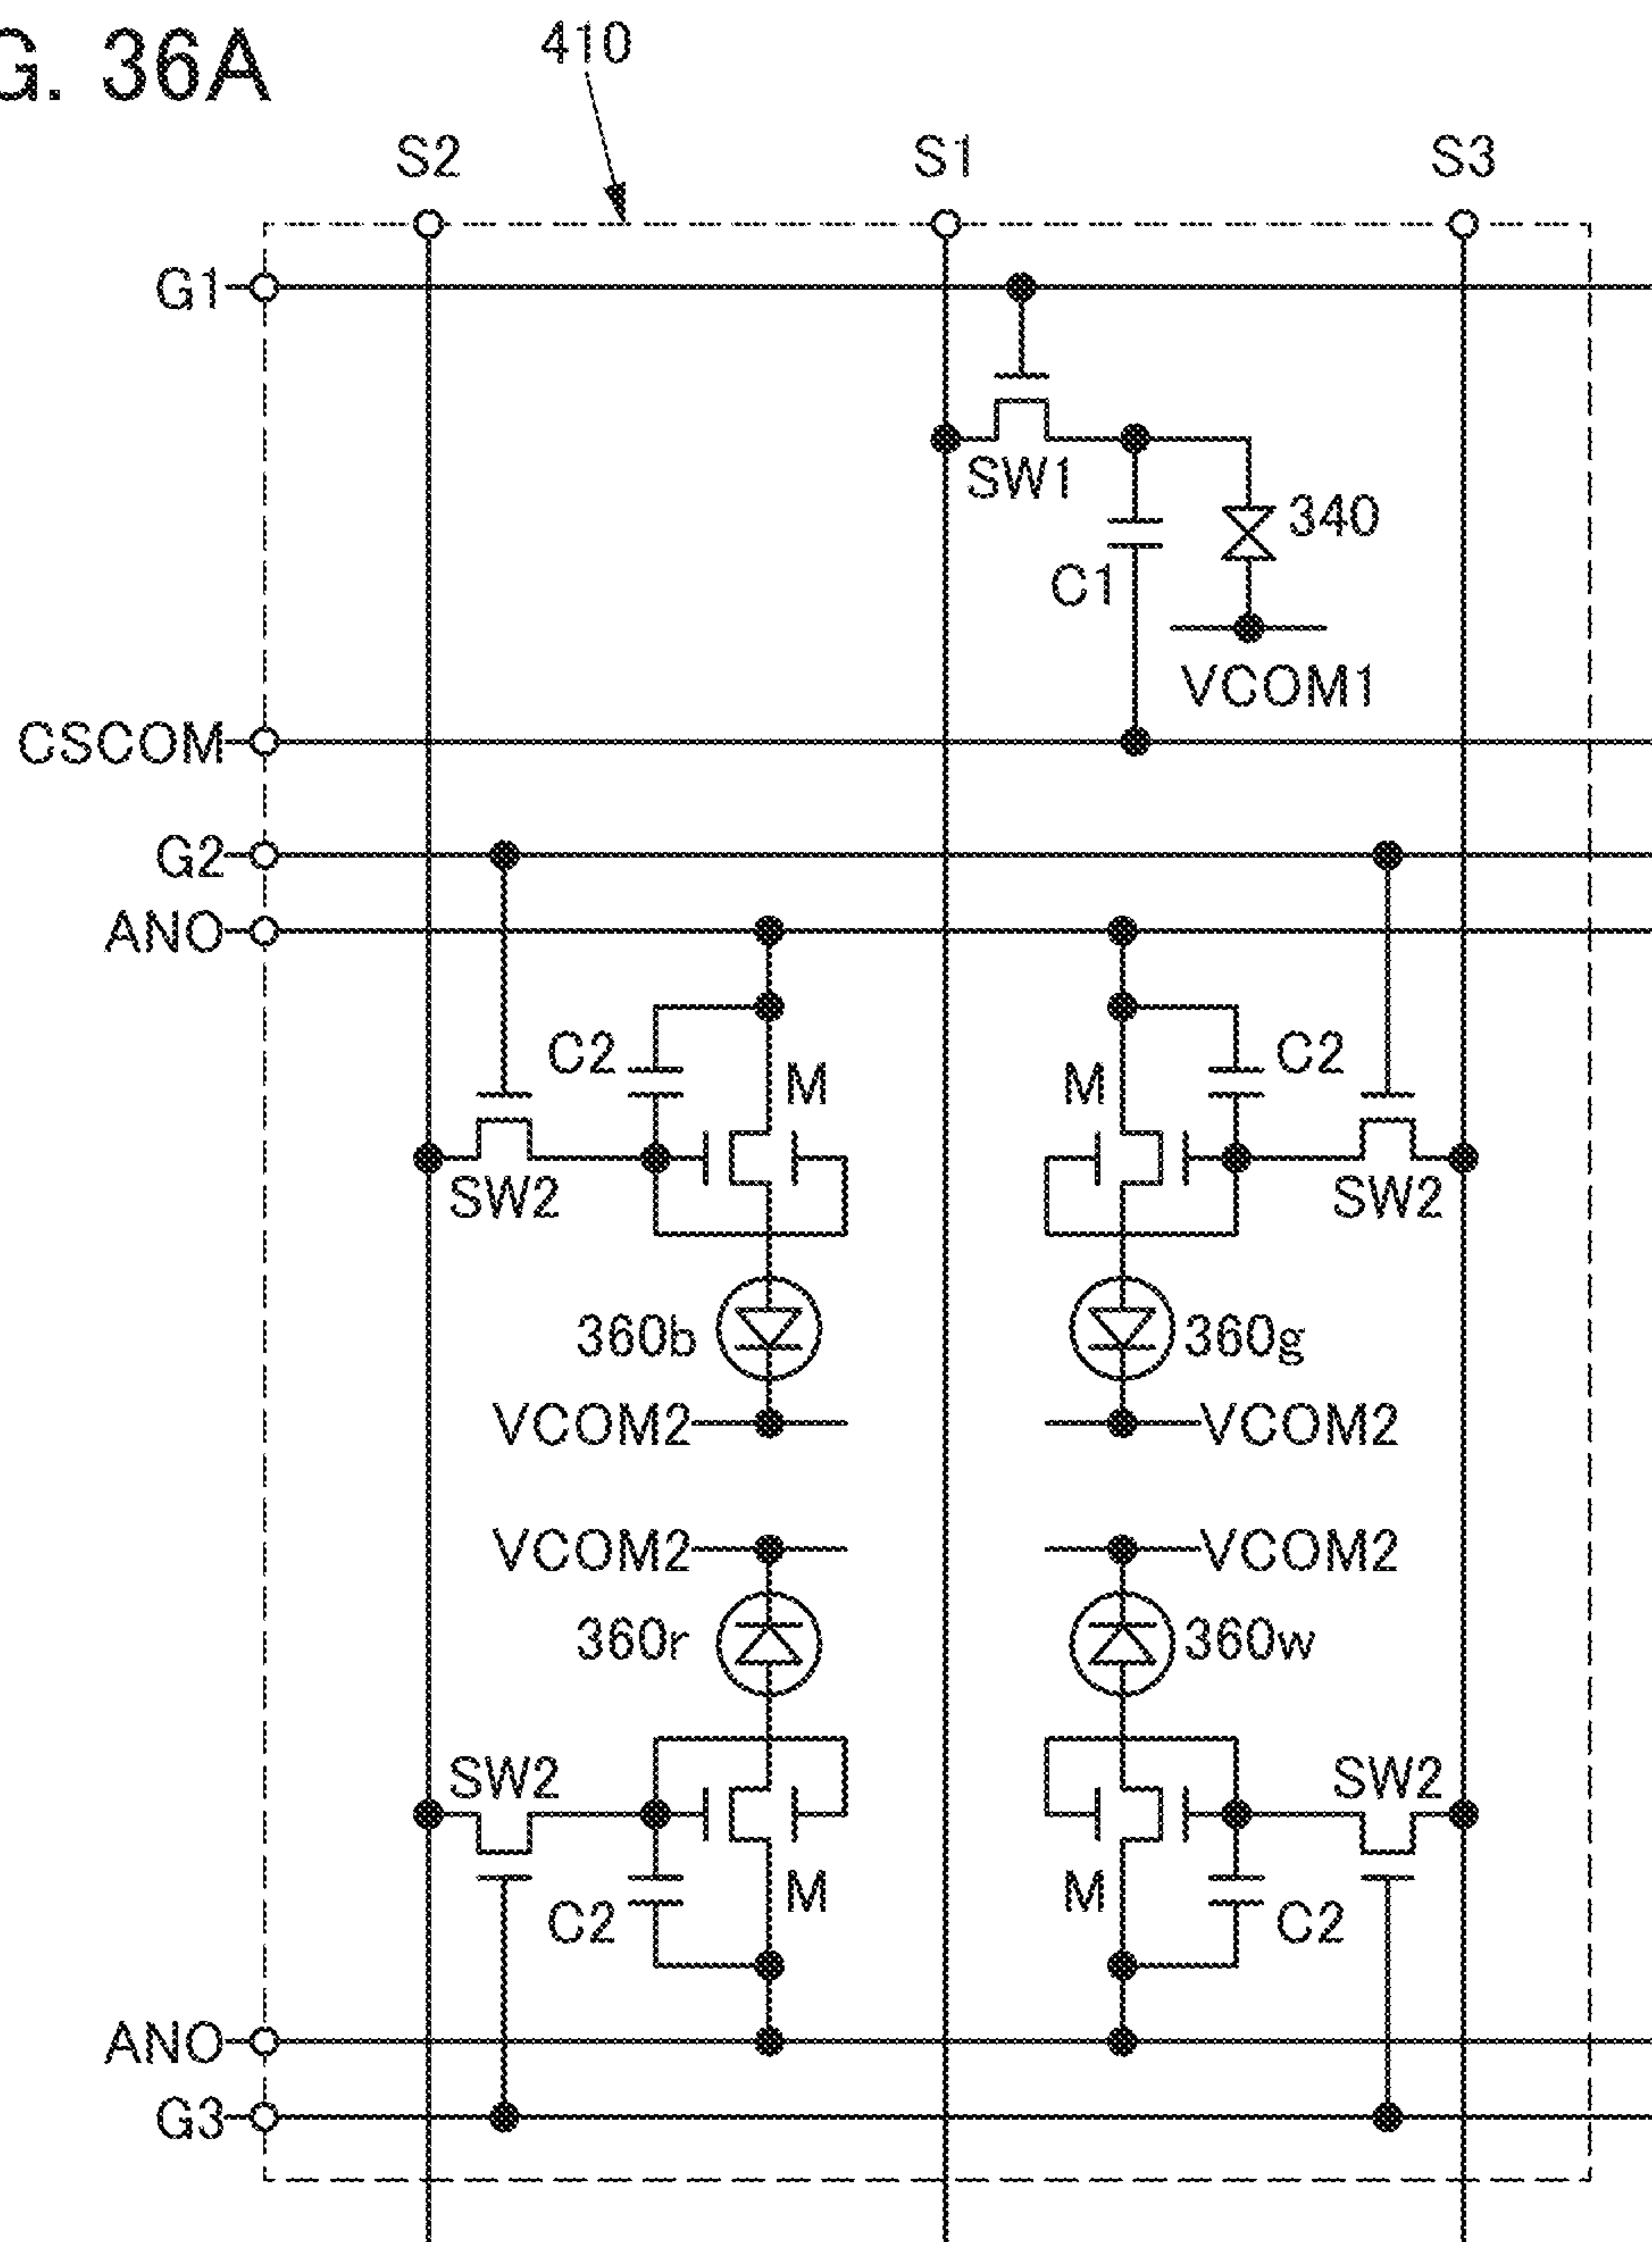 G. 36A
410
S2 S1 S3
G1
SW1
340
C1
VCOM1
CSCOM
G2
ANO
C2 M M C2
SW2 SW2
360b 360g
VCOM2 VCOM2
VCOM2 VCOM2
360r 360w
SW2 SW2
C2 M M C2
ANO
G3